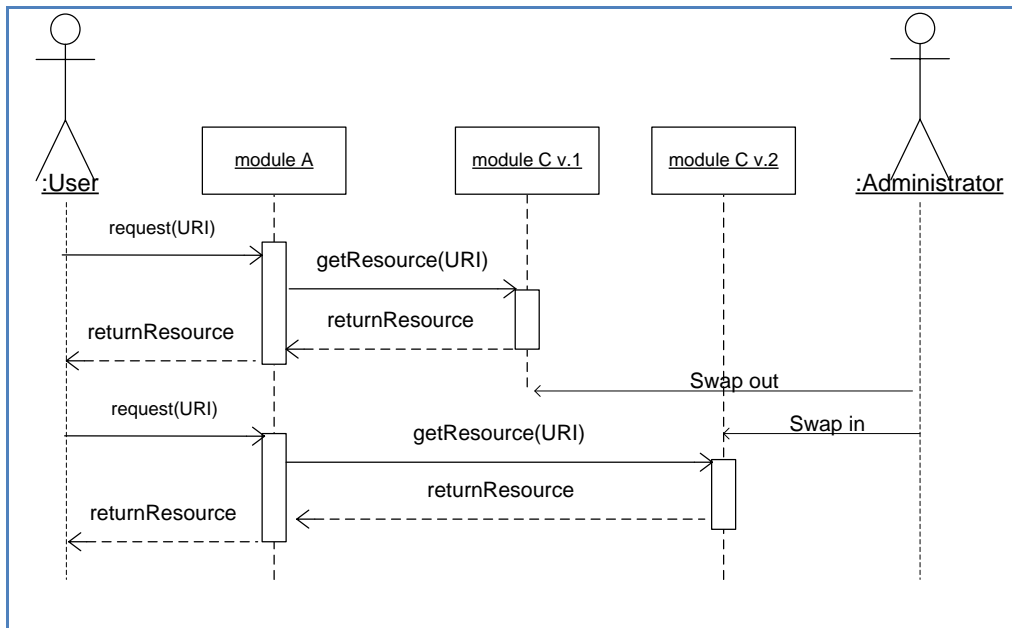 module A
module C v.1
module C v.2
:User
:Administrator
request(URI)
getResource(URI)
returnResource
returnResource
Swap out
request(URI)
Swap in
getResource(URI)
returnResource
returnResource